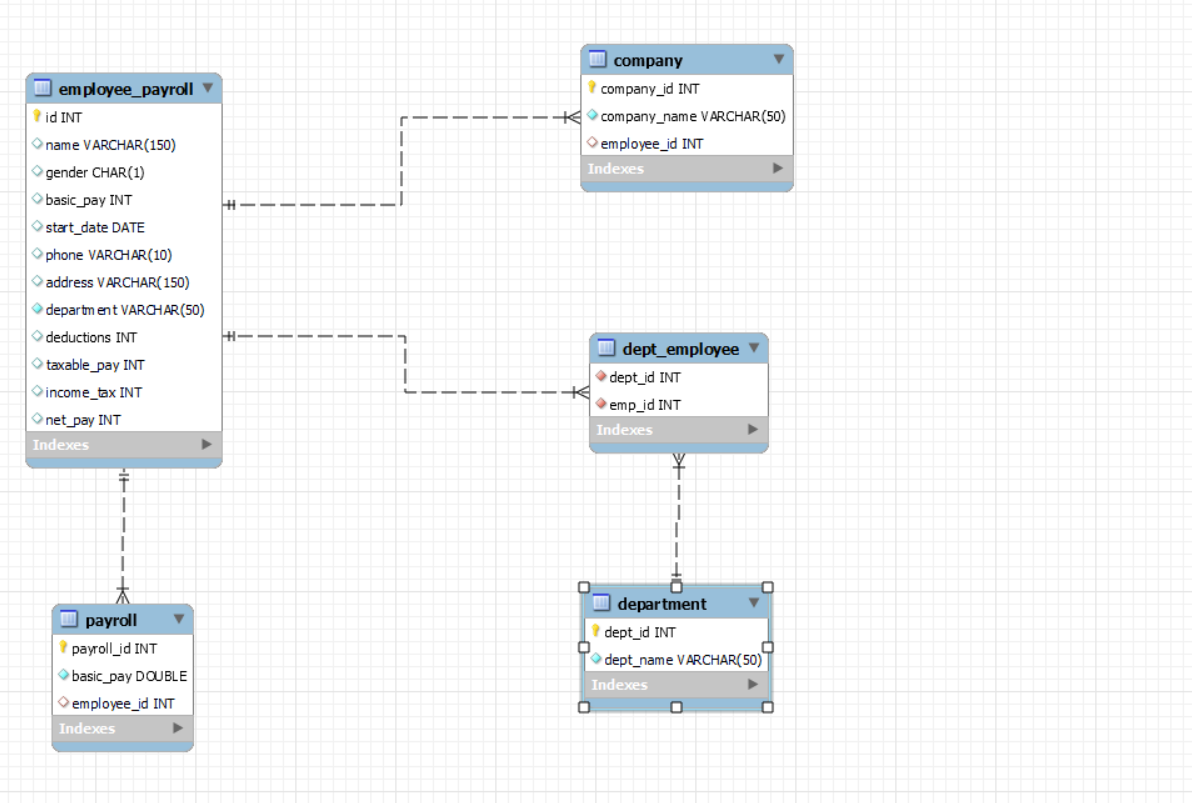 employee_payroll
id INT
name VARCHAR(150)
gender CHAR(1)
basic_pay INT
start_date DATE
phone VARCHAR(10)
address VARCHAR(150)
department VARCHAR(50)
deductions INT
taxable_pay INT
income_tax INT
net_pay INT
Indexes
company
company_id INT
company_name VARCHAR(50)
employee_id INT
Indexes
dept_employee
dept_id INT
emp_id INT
Indexes
payroll
payroll_id INT
basic_pay DOUBLE
employee_id INT
Indexes
department
dept_id INT
dept_name VARCHAR(50)
Indexes